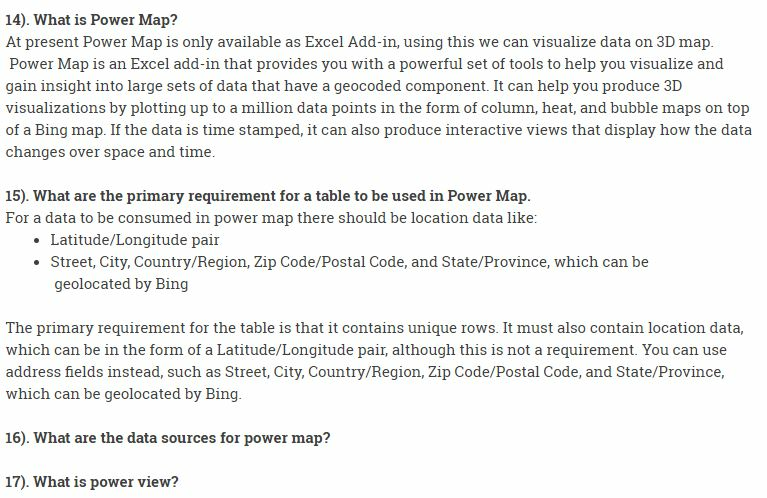 14). What is Power Map?
At present Power Map is only available as Excel Add-in, using this we can visualize data on 3D map.
Power Map is an Excel add-in that provides you with a powerful set of tools to help you visualize and
gain insight into large sets of data that have a geocoded component. It can help you produce 3D
visualizations by plotting up to a million data points in the form of column, heat, and bubble maps on top
of a Bing map. If the data is time stamped, it can also produce interactive views that display how the data
changes over space and time.
15). What are the primary requirement for a table to be used in Power Map.
For a data to be consumed in power map there should be location data like:
• Latitude/Longitude pair
• Street, City, Country/Region, Zip Code/Postal Code, and State/Province, which can be
geolocated by Bing
The primary requirement for the table is that it contains unique rows. It must also contain location data,
which can be in the form of a Latitude/Longitude pair, although this is not a requirement. You can use
address fields instead, such as Street, City, Country/Region, Zip Code/Postal Code, and State/Province,
which can be geolocated by Bing.
16). What are the data sources for power map?
17). What is power view?